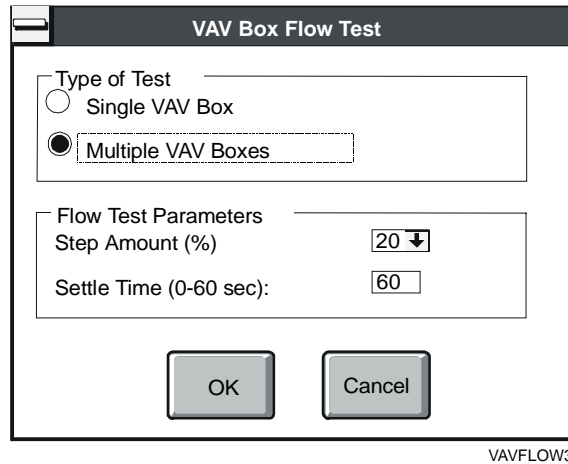 VAV Box Flow Test
Type of Test
Single VAV Box
Multiple VAV Boxes
Flow Test Parameters
Step Amount (%) 20
Settle Time (0-60 sec): 60
OK Cancel
VAVFLOW3